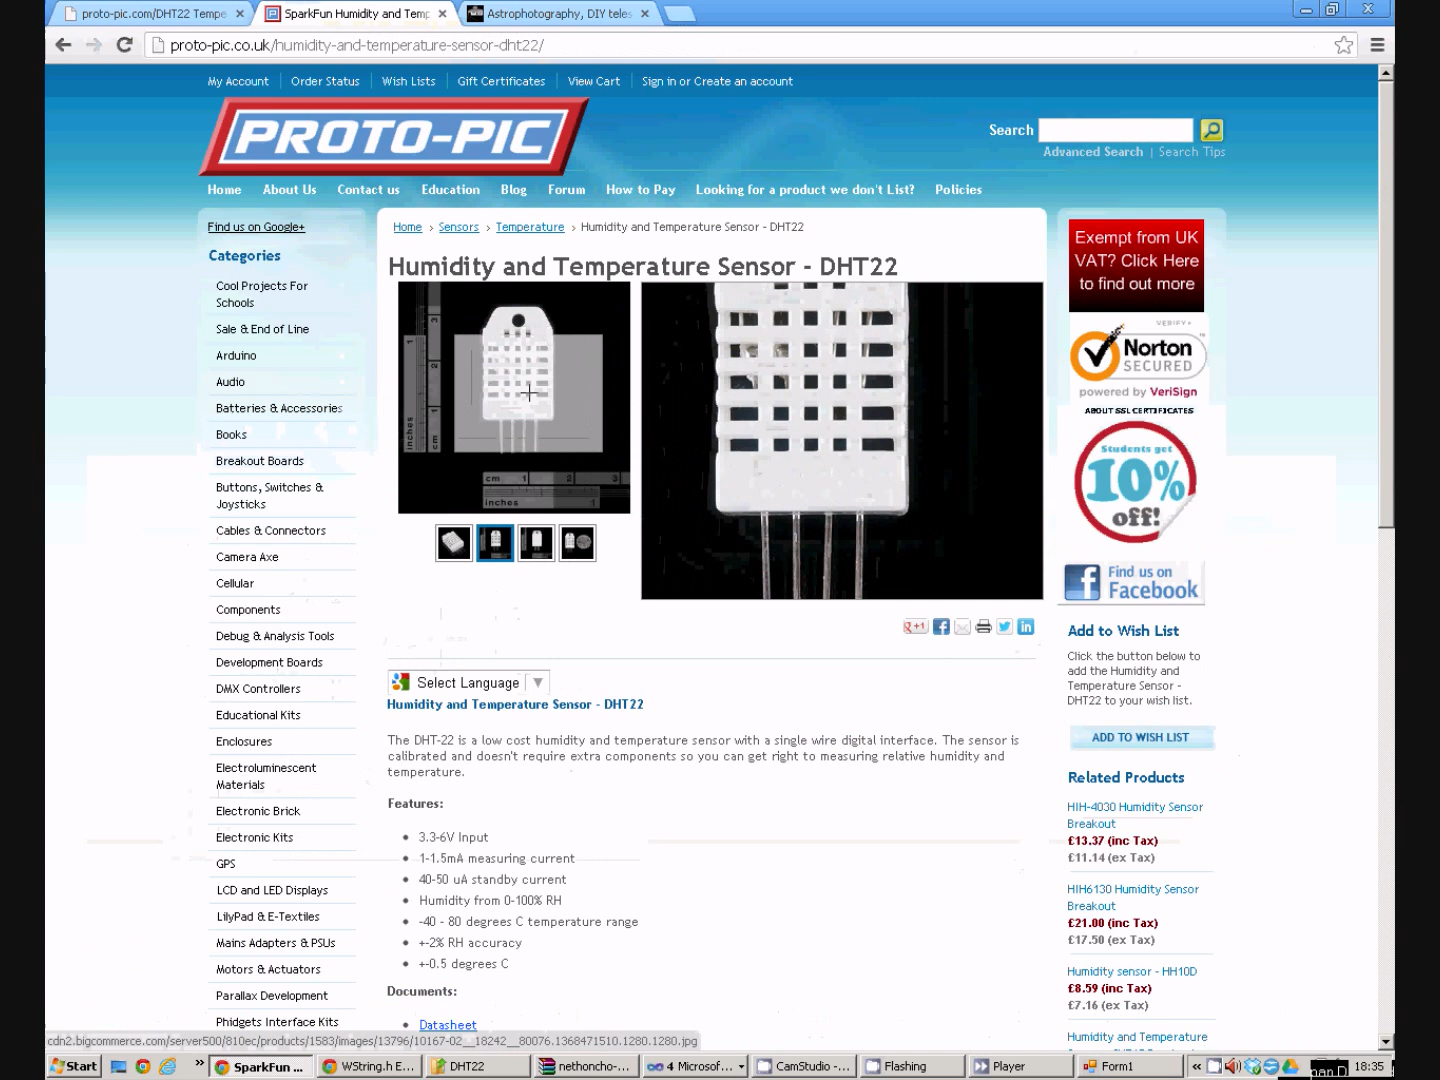 proto-pic.com/DHT22 Tempe
SparkFun Humidity and Temp
Astrophotography, DIY teles
proto-pic.co.uk/humidity-and-temperature-sensor-dht22/
My Account
Order Status
Wish Lists
Gift Certificates
View Cart
Sign in or Create an account
PROTO-PIC
Search
Advanced Search | Search Tips
Home
About Us
Contact us
Education
Blog
Forum
How to Pay
Looking for a product we don't List?
Policies
Find us on Google+
Categories
Cool Projects For
Schools
Sale & End of Line
Arduino
Audio
Batteries & Accessories
Books
Breakout Boards
Buttons, Switches &
Joysticks
Cables & Connectors
Camera Axe
Cellular
Components
Debug & Analysis Tools
Development Boards
DMX Controllers
Educational Kits
Enclosures
Electroluminescent
Materials
Electronic Brick
Electronic Kits
GPS
LCD and LED Displays
LilyPad & E-Textiles
Mains Adapters & PSUs
Motors & Actuators
Parallax Development
Phidgets Interface Kits
Home › Sensors › Temperature › Humidity and Temperature Sensor - DHT22
Humidity and Temperature Sensor - DHT22
inches
cm
1
2
3
cm 1 2 3
inches 1
+1
Select Language
Humidity and Temperature Sensor - DHT22
The DHT-22 is a low cost humidity and temperature sensor with a single wire digital interface. The sensor is
calibrated and doesn't require extra components so you can get right to measuring relative humidity and
temperature.
Features:
3.3-6V Input
1-1.5mA measuring current
40-50 uA standby current
Humidity from 0-100% RH
-40 - 80 degrees C temperature range
+-2% RH accuracy
+-0.5 degrees C
Documents:
Datasheet
Exempt from UK
VAT? Click Here
to find out more
VERIFY+
Norton
SECURED
powered by VeriSign
ABOUT SSL CERTIFICATES
Students get
10%
off!
Find us on
Facebook
Add to Wish List
Click the button below to
add the Humidity and
Temperature Sensor -
DHT22 to your wish list.
ADD TO WISH LIST
Related Products
HIH-4030 Humidity Sensor
Breakout
£13.37 (inc Tax)
£11.14 (ex Tax)
HIH6130 Humidity Sensor
Breakout
£21.00 (inc Tax)
£17.50 (ex Tax)
Humidity sensor - HH10D
£8.59 (inc Tax)
£7.16 (ex Tax)
Humidity and Temperature
cdn2.bigcommerce.com/server500/810ec/products/1583/images/13796/10167-02__18242__80076.1368471510.1280.1280.jpg
Start
SparkFun ...
WString.h E...
DHT22
nethoncho-...
4 Microsof...
CamStudio -...
Flashing
Player
Form1
18:35